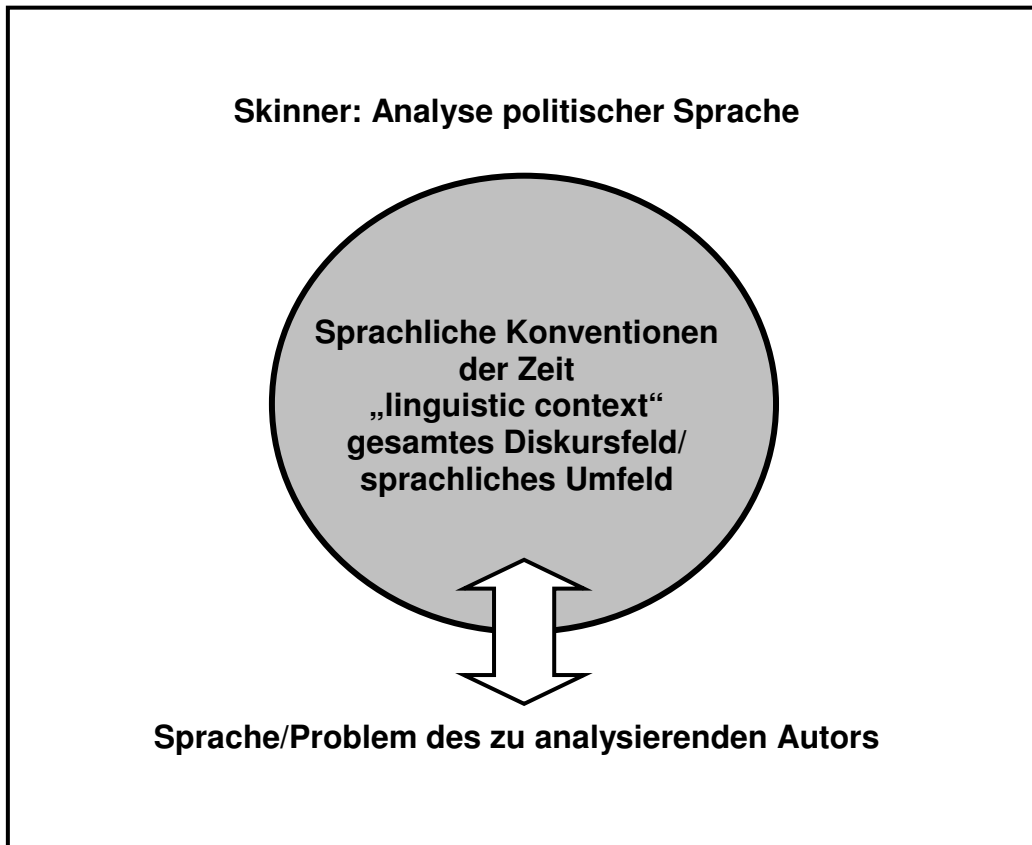 Skinner: Analyse politischer Sprache
Sprachliche Konventionen
der Zeit
„linguistic context“
gesamtes Diskursfeld/
sprachliches Umfeld
Sprache/Problem des zu analysierenden Autors